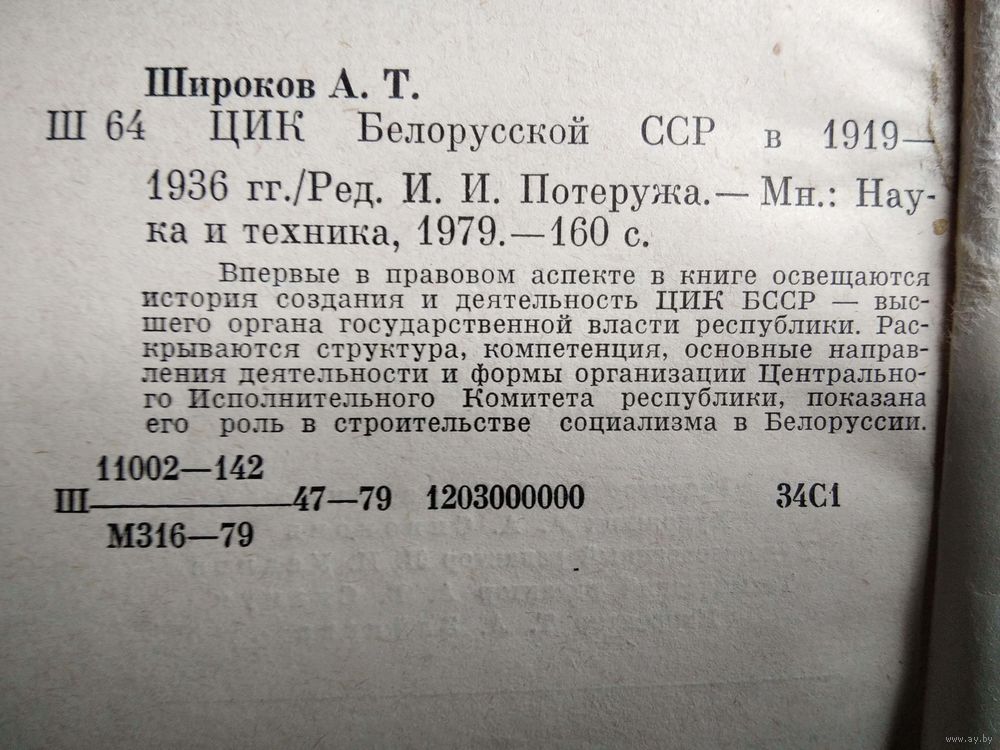 Широков А. Т.
Ш 64 ЦИК Белорусской ССР в 1919—
1936 гг./Ред. И. И. Потеружа.— Мн.: Нау-
ка и техника, 1979.—160 с.
Впервые в правовом аспекте в книге освещаются
история создания и деятельность ЦИК БССР — выс-
шего органа государственной власти республики. Рас-
крываются структура, компетенция, основные направ-
ления деятельности и формы организации Центрально-
го Исполнительного Комитета республики, показана
его роль в строительстве социализма в Белоруссии.
11002—142
Ш————47—79 1203000000 34С1
М316—79
www.ay.by